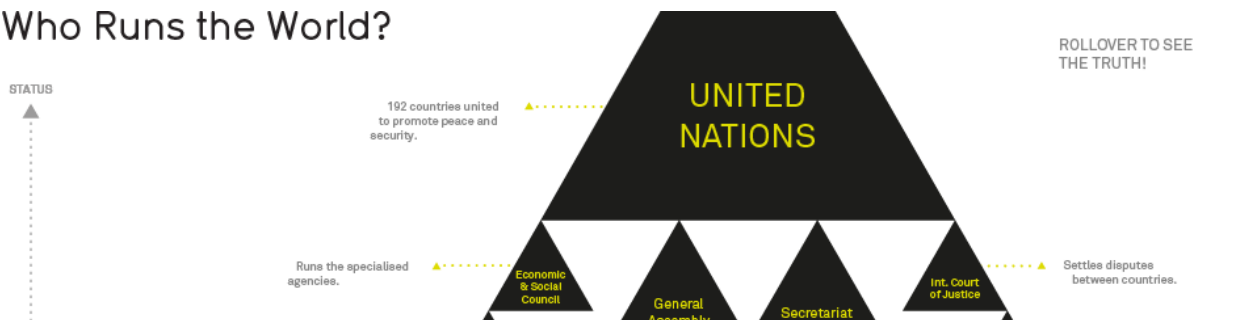 Who Runs the World?
ROLLOVER TO SEE
THE TRUTH!
STATUS
192 countries united
to promote peace and
security.
UNITED
NATIONS
Runs the specialised
agencies.
Economic
& Social
Council
General
Assembly
Secretariat
Int. Court
of Justice
Settles disputes
between countries.